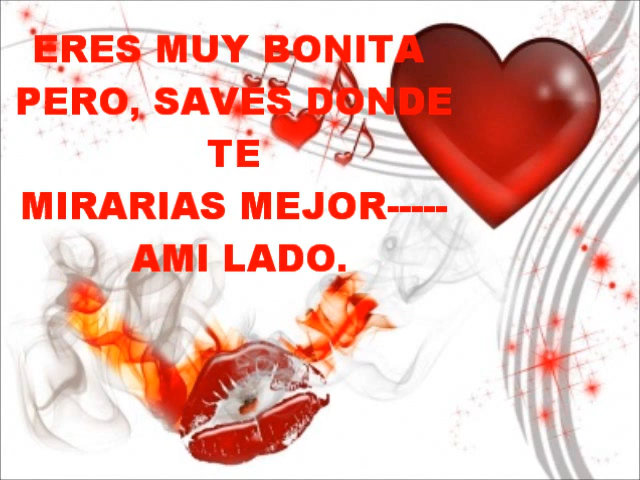 ERES MUY BONITA
PERO, SAVES DONDE
TE
MIRARIAS MEJOR-----
AMI LADO.